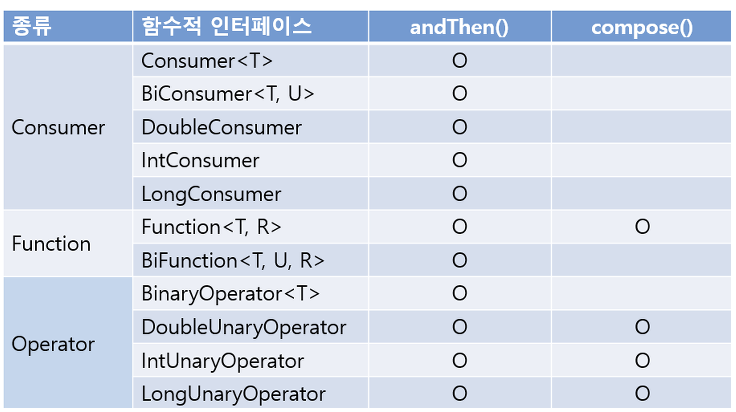 종류 함수적 인터페이스 andThen() compose()
Consumer
Consumer<T> O
BiConsumer<T, U> O
DoubleConsumer O
IntConsumer O
LongConsumer O
Function
Function<T, R> O O
BiFunction<T, U, R> O
Operator
BinaryOperator<T> O
DoubleUnaryOperator O O
IntUnaryOperator O O
LongUnaryOperator O O